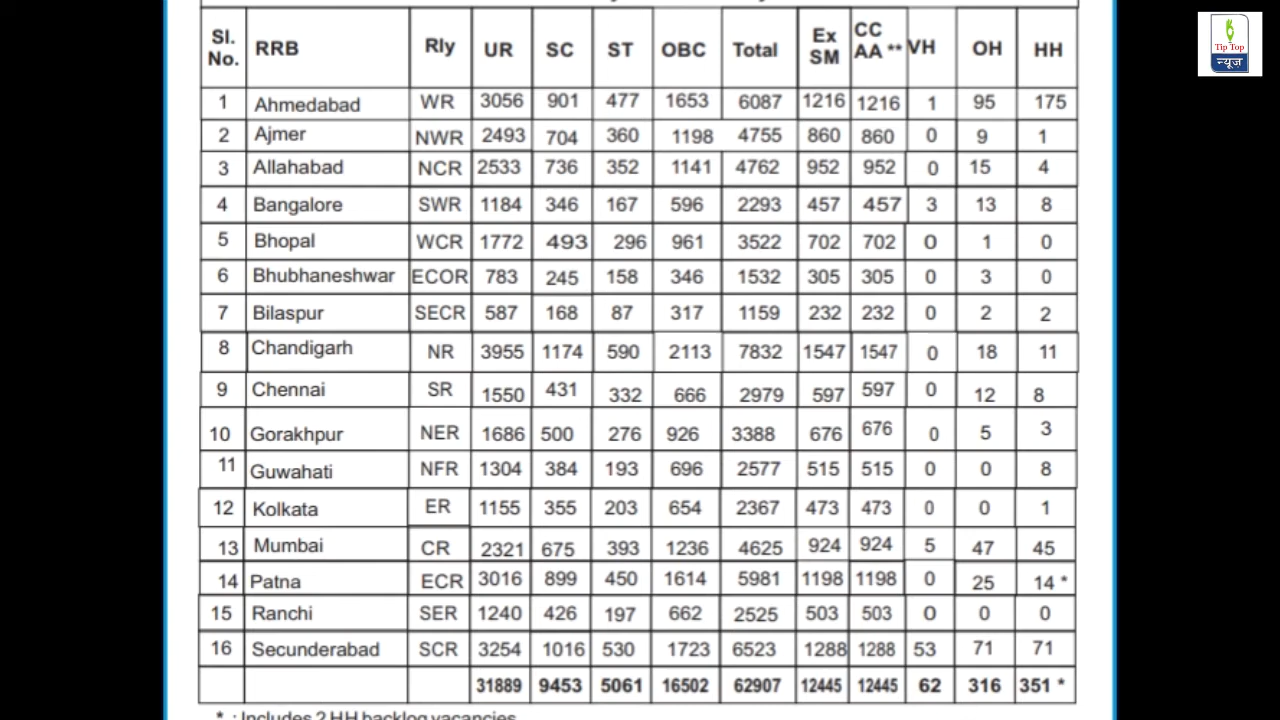 Sl. No. RRB Rly UR SC ST OBC Total Ex SM CC AA ** VH OH HH
1 Ahmedabad WR 3056 901 477 1653 6087 1216 1216 1 95 175
2 Ajmer NWR 2493 704 360 1198 4755 860 860 0 9 1
3 Allahabad NCR 2533 736 352 1141 4762 952 952 0 15 4
4 Bangalore SWR 1184 346 167 596 2293 457 457 3 13 8
5 Bhopal WCR 1772 493 296 961 3522 702 702 0 1 0
6 Bhubhaneshwar ECOR 783 245 158 346 1532 305 305 0 3 0
7 Bilaspur SECR 587 168 87 317 1159 232 232 0 2 2
8 Chandigarh NR 3955 1174 590 2113 7832 1547 1547 0 18 11
9 Chennai SR 1550 431 332 666 2979 597 597 0 12 8
10 Gorakhpur NER 1686 500 276 926 3388 676 676 0 5 3
11 Guwahati NFR 1304 384 193 696 2577 515 515 0 0 8
12 Kolkata ER 1155 355 203 654 2367 473 473 0 0 1
13 Mumbai CR 2321 675 393 1236 4625 924 924 5 47 45
14 Patna ECR 3016 899 450 1614 5981 1198 1198 0 25 14 *
15 Ranchi SER 1240 426 197 662 2525 503 503 0 0 0
16 Secunderabad SCR 3254 1016 530 1723 6523 1288 1288 53 71 71
31889 9453 5061 16502 62907 12445 12445 62 316 351 *
* : Includes 2 HH backlog vacancies
Tip Top
न्यूज